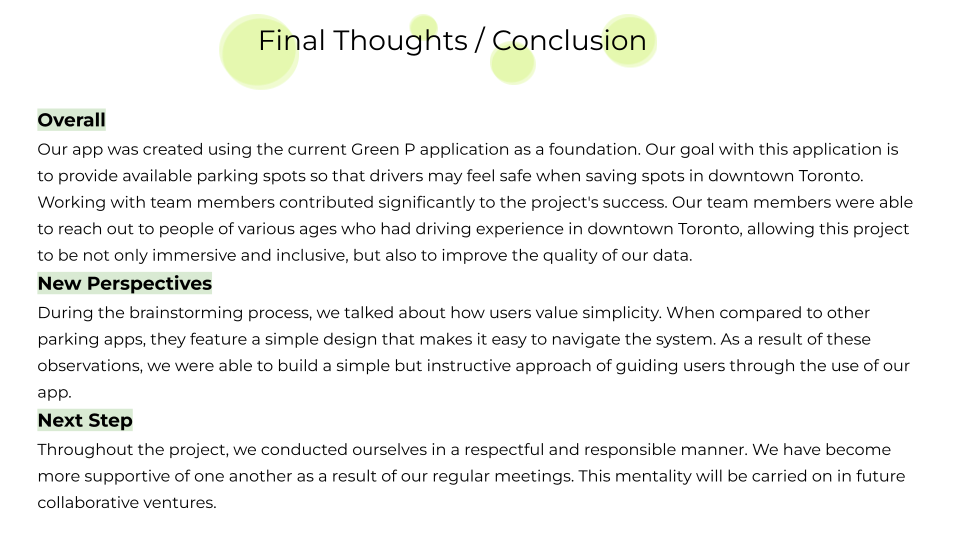 Final Thoughts / Conclusion
Overall
Our app was created using the current Green P application as a foundation. Our goal with this application is
to provide available parking spots so that drivers may feel safe when saving spots in downtown Toronto.
Working with team members contributed significantly to the project's success. Our team members were able
to reach out to people of various ages who had driving experience in downtown Toronto, allowing this project
to be not only immersive and inclusive, but also to improve the quality of our data.
New Perspectives
During the brainstorming process, we talked about how users value simplicity. When compared to other
parking apps, they feature a simple design that makes it easy to navigate the system. As a result of these
observations, we were able to build a simple but instructive approach of guiding users through the use of our
app.
Next Step
Throughout the project, we conducted ourselves in a respectful and responsible manner. We have become
more supportive of one another as a result of our regular meetings. This mentality will be carried on in future
collaborative ventures.